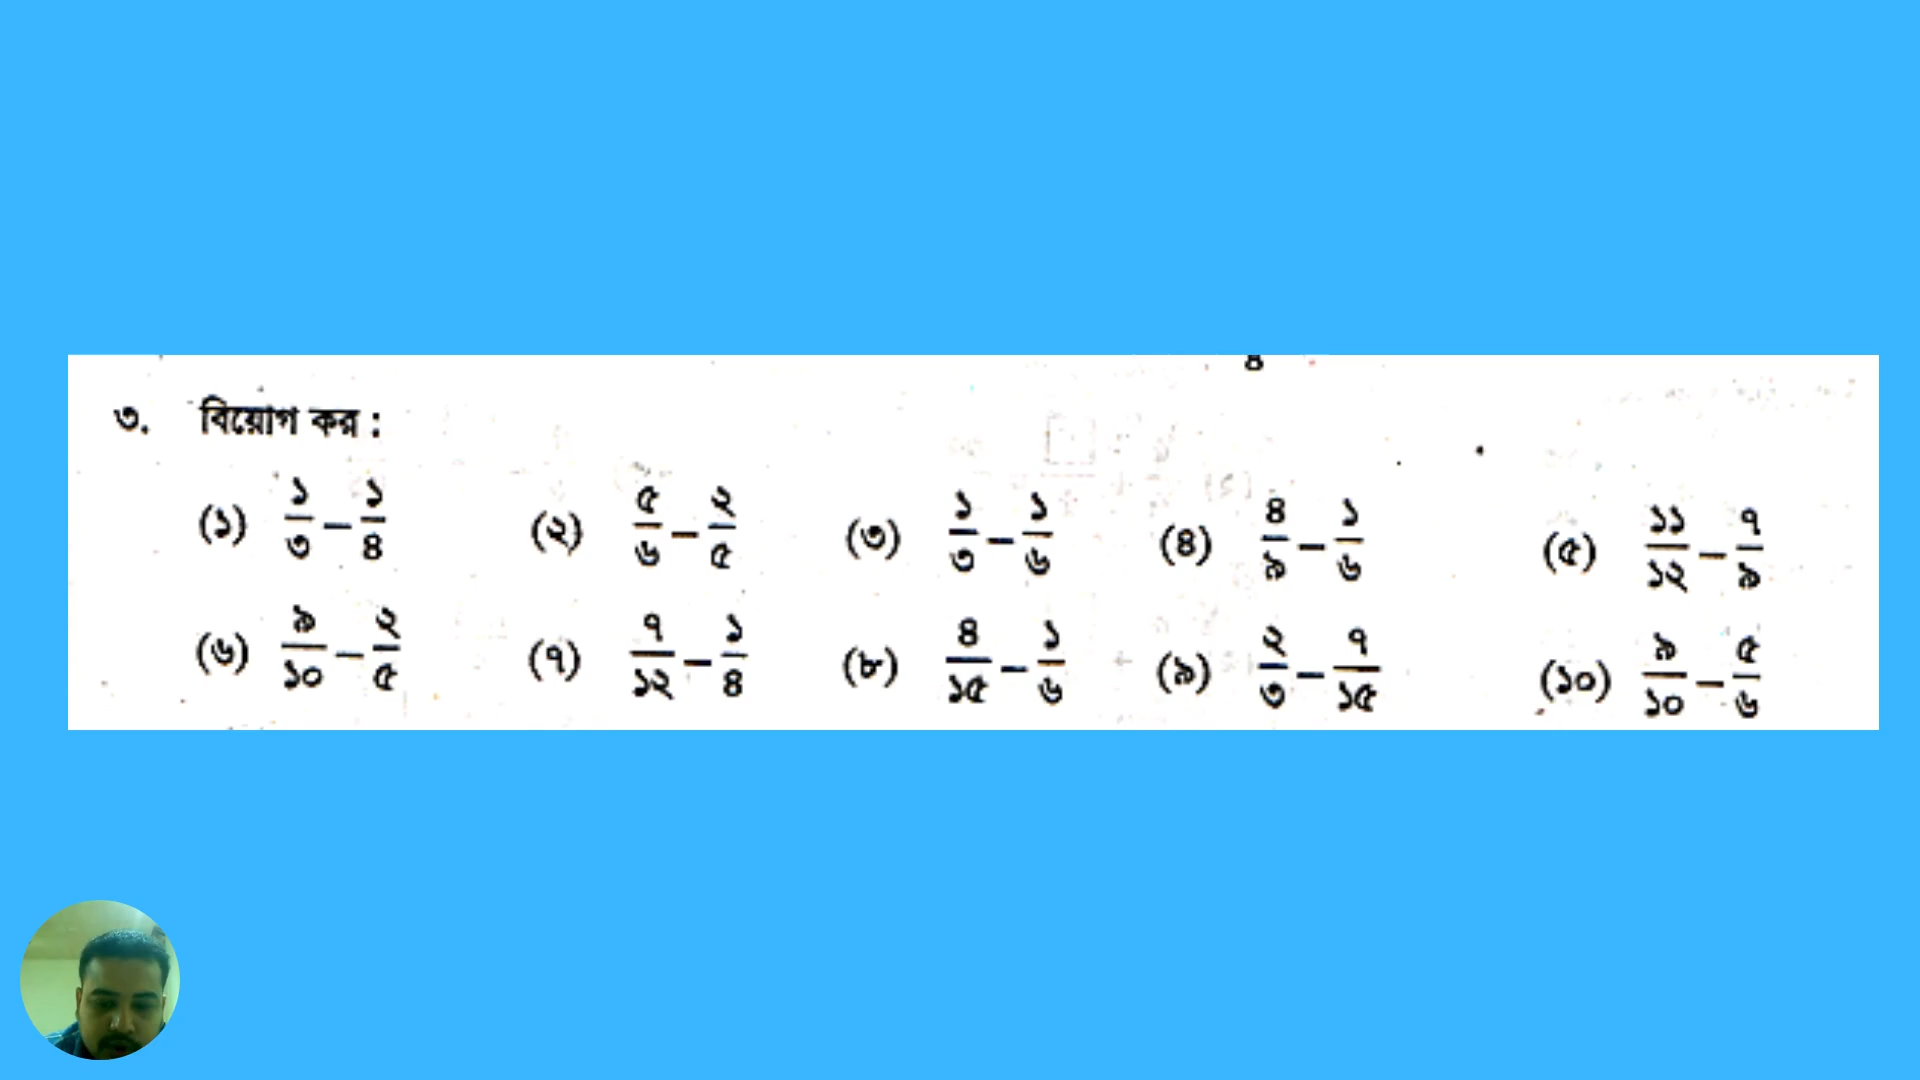 ৪
৩. বিয়োগ কর :
(১) ১/৩ – ১/৪ (২) ৫/৬ – ২/৫ (৩) ১/৩ – ১/৬ (৪) ৪/৯ – ১/৬ (৫) ১১/১২ – ৭/৯
(৬) ৯/১০ – ২/৫ (৭) ৭/১২ – ১/৪ (৮) ৪/১৫ – ১/৬ (৯) ২/৩ – ৭/১৫ (১০) ৯/১০ – ৫/৬